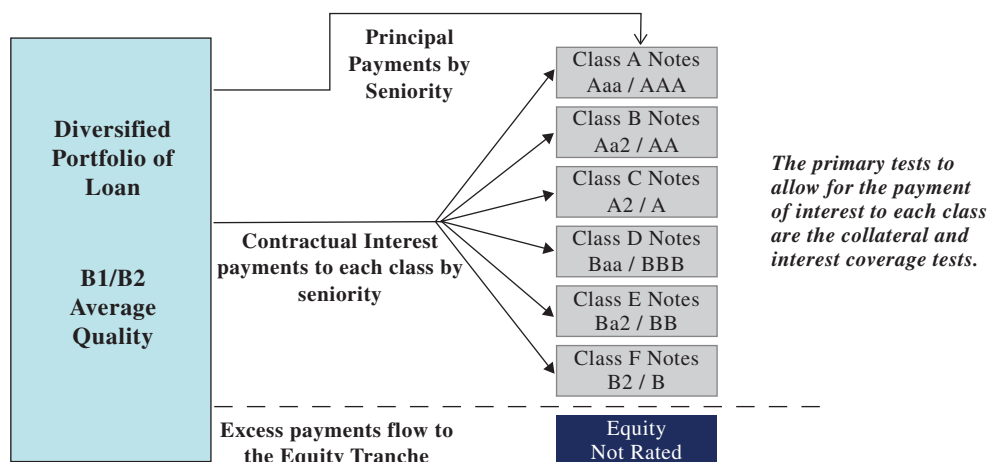 Diversified
Portfolio of
Loan
B1/B2
Average
Quality
Principal
Payments by
Seniority
Contractual Interest
payments to each class by
seniority
Excess payments flow to
the Equity Tranche
Class A Notes
Aaa / AAA
Class B Notes
Aa2 / AA
Class C Notes
A2 / A
Class D Notes
Baa / BBB
Class E Notes
Ba2 / BB
Class F Notes
B2 / B
Equity
Not Rated
The primary tests to
allow for the payment
of interest to each class
are the collateral and
interest coverage tests.